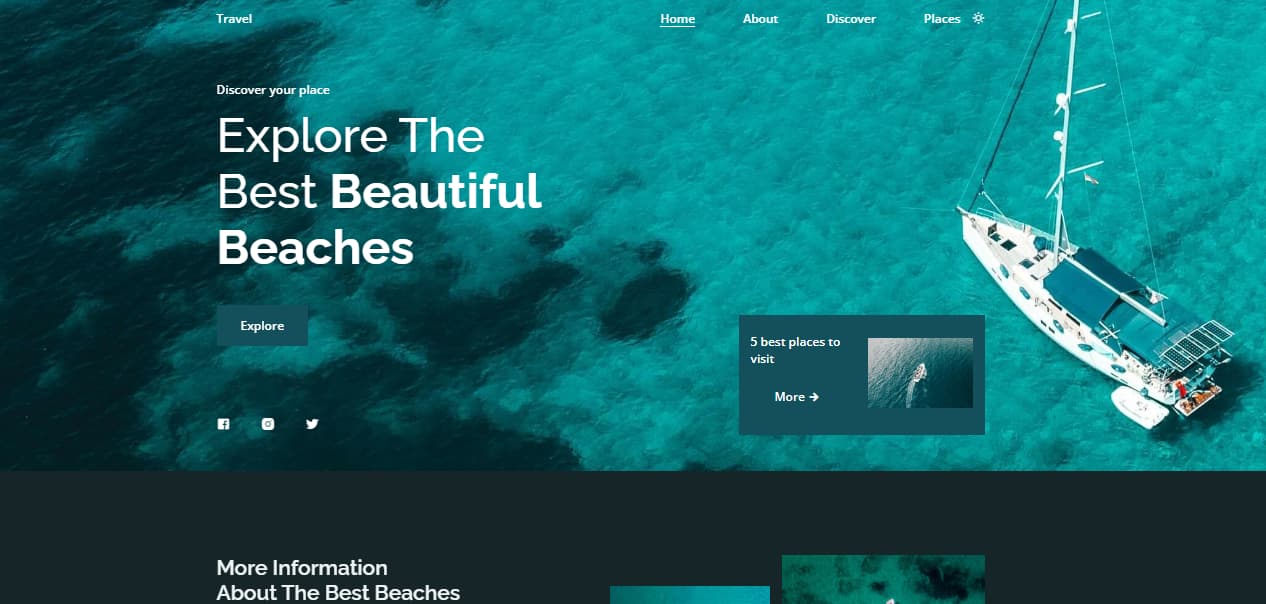 Travel
Home
About
Discover
Places
Discover your place
Explore The
Best Beautiful
Beaches
Explore
5 best places to
visit
More
More Information
About The Best Beaches